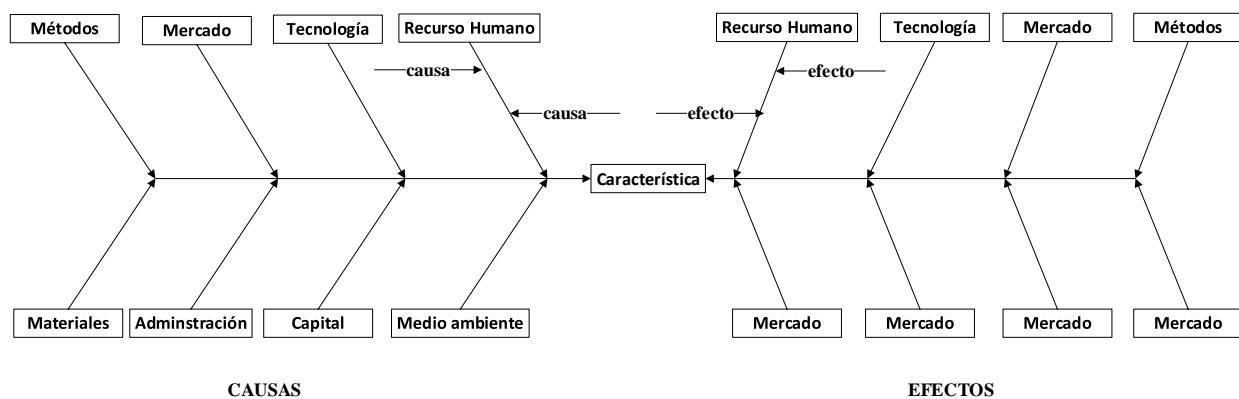 Métodos
Mercado
Tecnología
Recurso Humano
Recurso Humano
Tecnología
Mercado
Métodos
causa
efecto
causa
efecto
Característica
Materiales
Adminstración
Capital
Medio ambiente
Mercado
Mercado
Mercado
Mercado
CAUSAS
EFECTOS